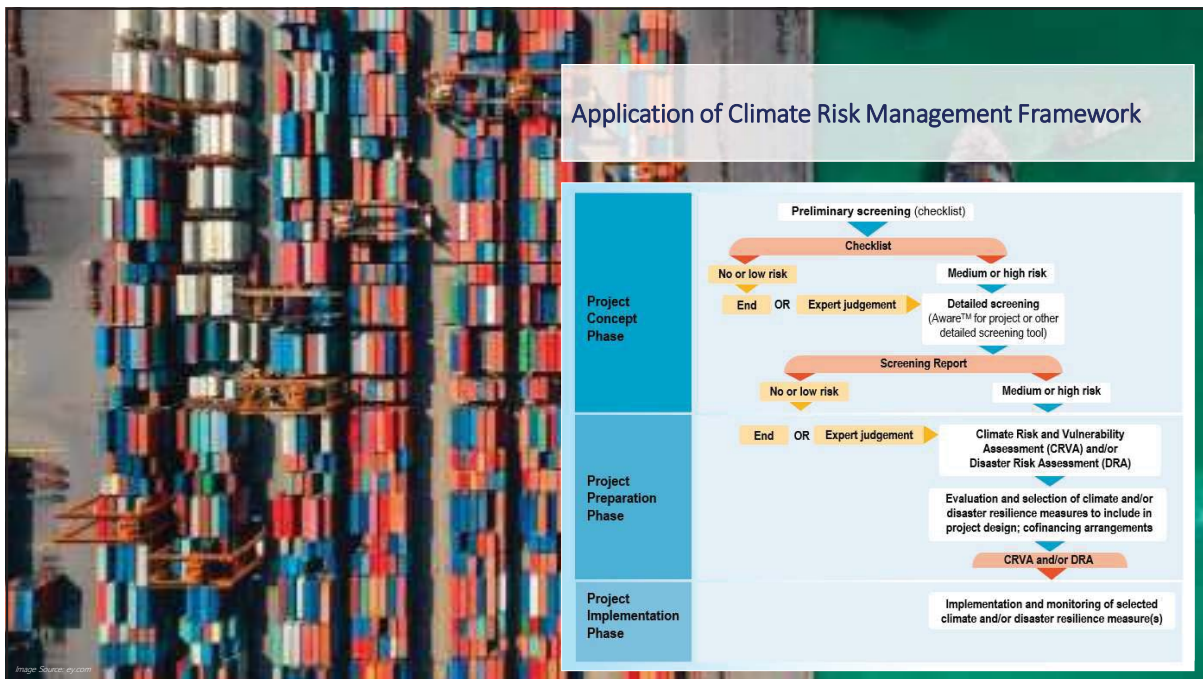 Application of Climate Risk Management Framework
Project
Concept
Phase
Preliminary screening (checklist)
Checklist
No or low risk
Medium or high risk
End OR Expert judgement
Detailed screening
(Aware™ for project or other
detailed screening tool)
Screening Report
No or low risk
Medium or high risk
Project
Preparation
Phase
End OR Expert judgement
Climate Risk and Vulnerability
Assessment (CRVA) and/or
Disaster Risk Assessment (DRA)
Evaluation and selection of climate and/or
disaster resilience measures to include in
project design; cofinancing arrangements
CRVA and/or DRA
Project
Implementation
Phase
Implementation and monitoring of selected
climate and/or disaster resilience measure(s)
Image Source: ey.com